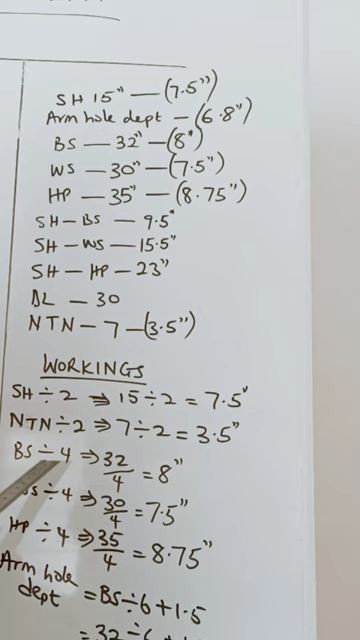 SH 15" — (7.5")
Arm hole dept - (6.8")
BS — 32" - (8")
WS — 30" — (7.5")
HP — 35" — (8.75")
SH — BS — 9.5"
SH — WS — 15.5"
SH — HP — 23"
DL — 30
NTN — 7 — (3.5")
WORKINGS
SH ÷ 2 ⇒ 15 ÷ 2 = 7.5"
NTN ÷ 2 ⇒ 7 ÷ 2 = 3.5"
BS ÷ 4 ⇒ 32/4 = 8"
S ÷ 4 ⇒ 30/4 = 7.5"
HP ÷ 4 ⇒ 35/4 = 8.75"
Arm hole dept = BS ÷ 6 + 1.5
= 32 ÷ 6 +